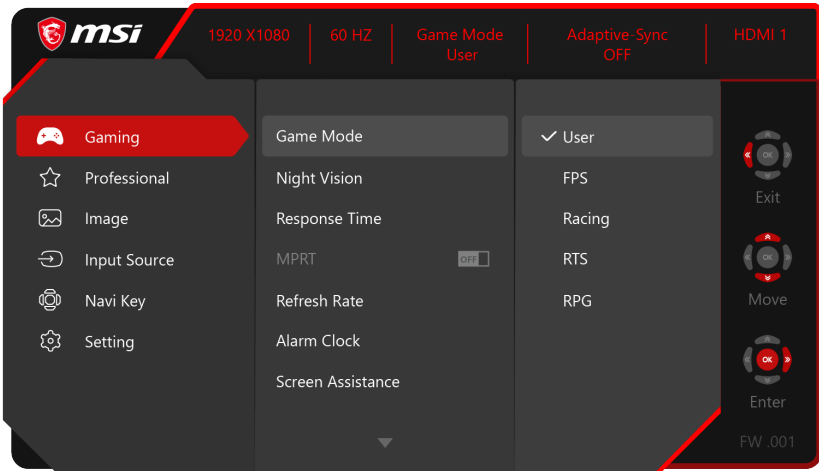 msi
1920 X1080
60 HZ
Game Mode
User
Adaptive-Sync
OFF
HDMI 1
Gaming
Professional
Image
Input Source
Navi Key
Setting
Game Mode
Night Vision
Response Time
MPRT
OFF
Refresh Rate
Alarm Clock
Screen Assistance
User
FPS
Racing
RTS
RPG
OK
Exit
OK
Move
OK
Enter
FW .001